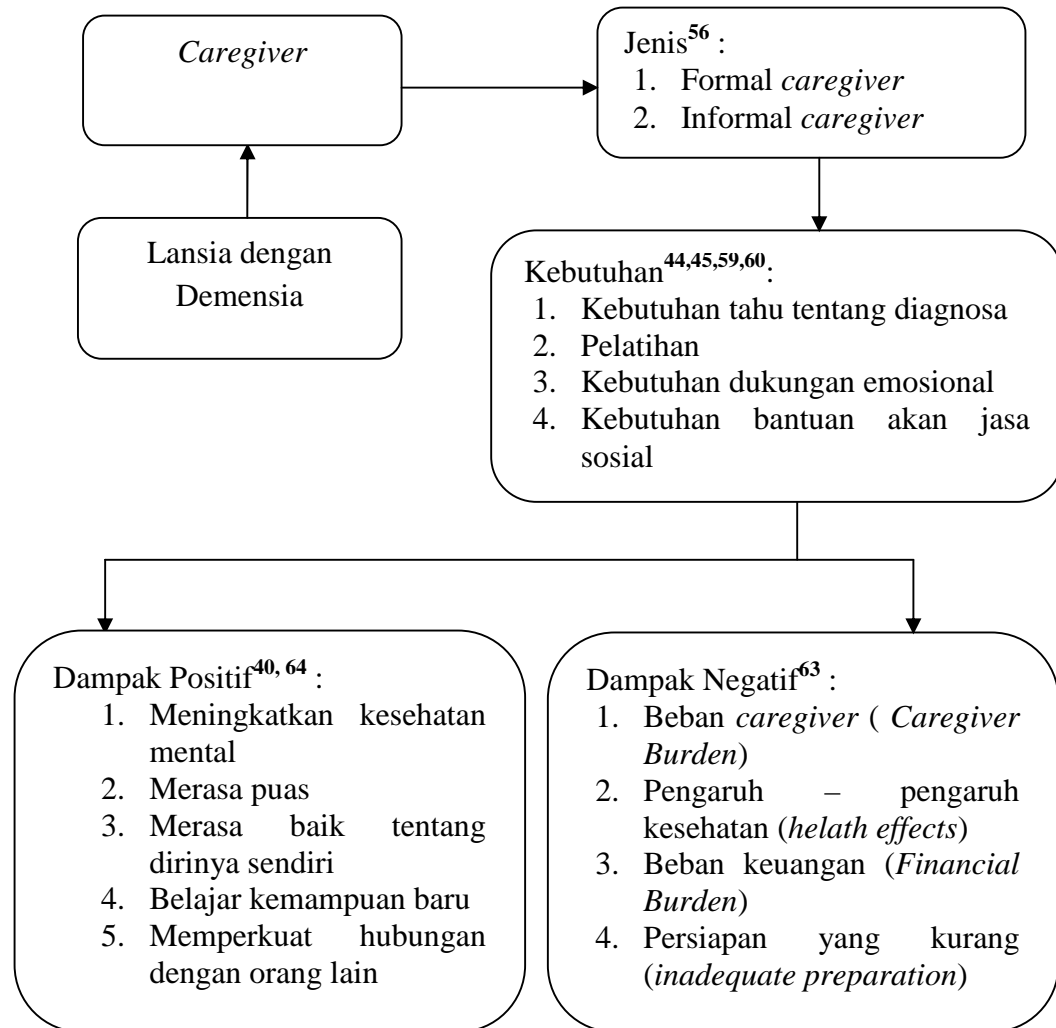 Caregiver
Jenis56 :
1. Formal caregiver
2. Informal caregiver
Lansia dengan
Demensia
Kebutuhan44,45,59,60:
1. Kebutuhan tahu tentang diagnosa
2. Pelatihan
3. Kebutuhan dukungan emosional
4. Kebutuhan bantuan akan jasa
sosial
Dampak Positif40, 64 :
1. Meningkatkan kesehatan
mental
2. Merasa puas
3. Merasa baik tentang
dirinya sendiri
4. Belajar kemampuan baru
5. Memperkuat hubungan
dengan orang lain
Dampak Negatif63 :
1. Beban caregiver ( Caregiver
Burden)
2. Pengaruh – pengaruh
kesehatan (helath effects)
3. Beban keuangan (Financial
Burden)
4. Persiapan yang kurang
(inadequate preparation)